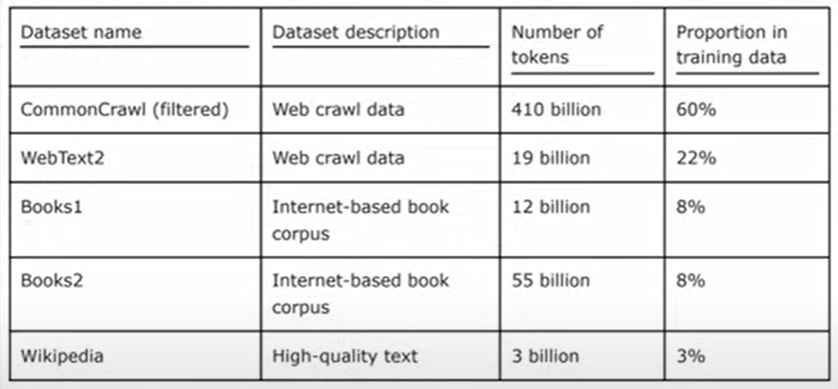 Dataset name Dataset description Number of tokens Proportion in training data
CommonCrawl (filtered) Web crawl data 410 billion 60%
WebText2 Web crawl data 19 billion 22%
Books1 Internet-based book corpus 12 billion 8%
Books2 Internet-based book corpus 55 billion 8%
Wikipedia High-quality text 3 billion 3%